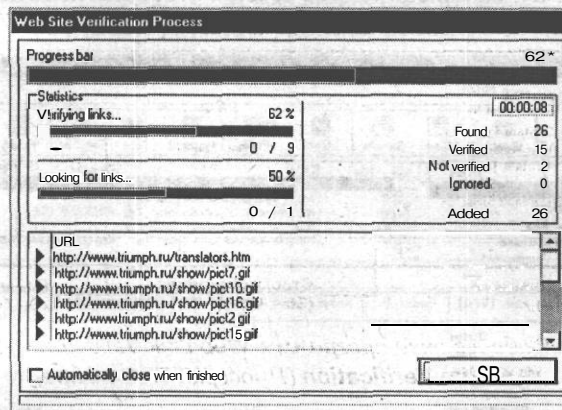 Web Site Verification Process
Progress bar 62*
Statistics
V!rifying links... 62 %
0 / 9
Looking for links... 50 %
0 / 1
00:00:08
Found 26
Verified 15
Not verified 2
Ignored 0
Added 26
URL
http://www.triumph.ru/translators.htm
http://www.triumph.ru/show/pict7.gif
http://www.triumph.ru/show/pict10.gif
http://www.triumph.ru/show/pict16.gif
http://www.triumph.ru/show/pict2 gif
http://www.triumph.ru/show/pict15 gif
Automatically close when finished
SB